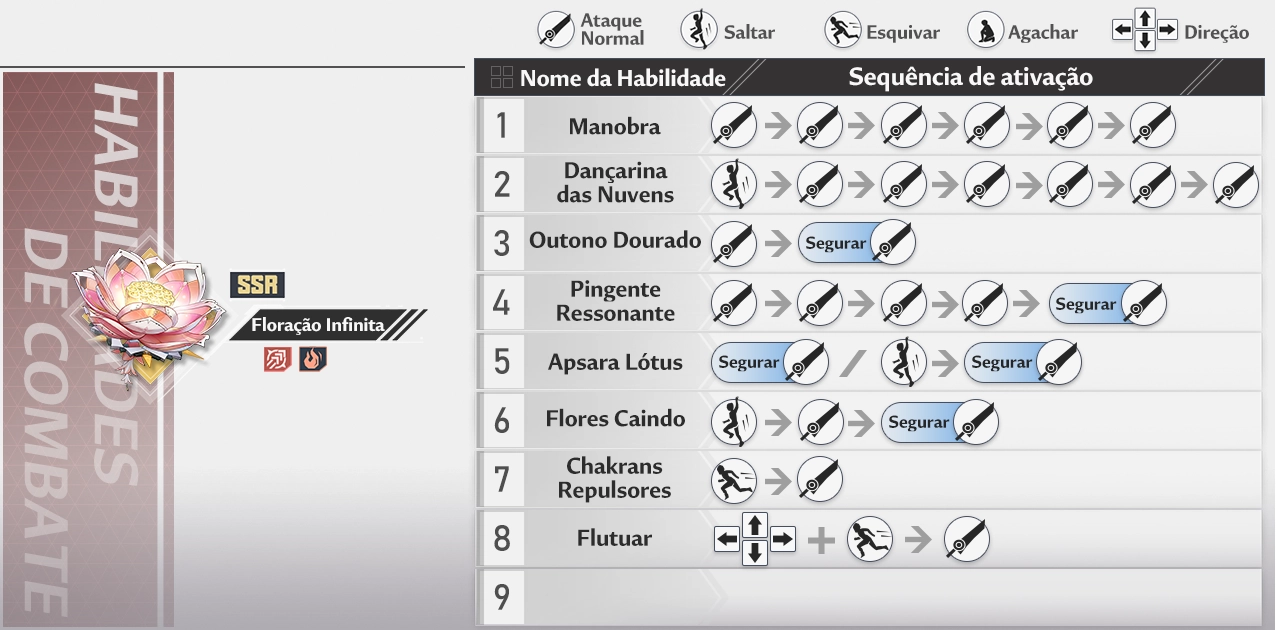 Ataque
Normal
Saltar
Esquivar
Agachar
Direção
HABILIDADES
DE COMBATE
SSR
Floração Infinita
Nome da Habilidade
Sequência de ativação
1 Manobra
2 Dançarina
das Nuvens
3 Outono Dourado Segurar
4 Pingente
Ressonante Segurar
5 Apsara Lótus Segurar / Segurar
6 Flores Caindo Segurar
7 Chakrans
Repulsores
8 Flutuar +
9